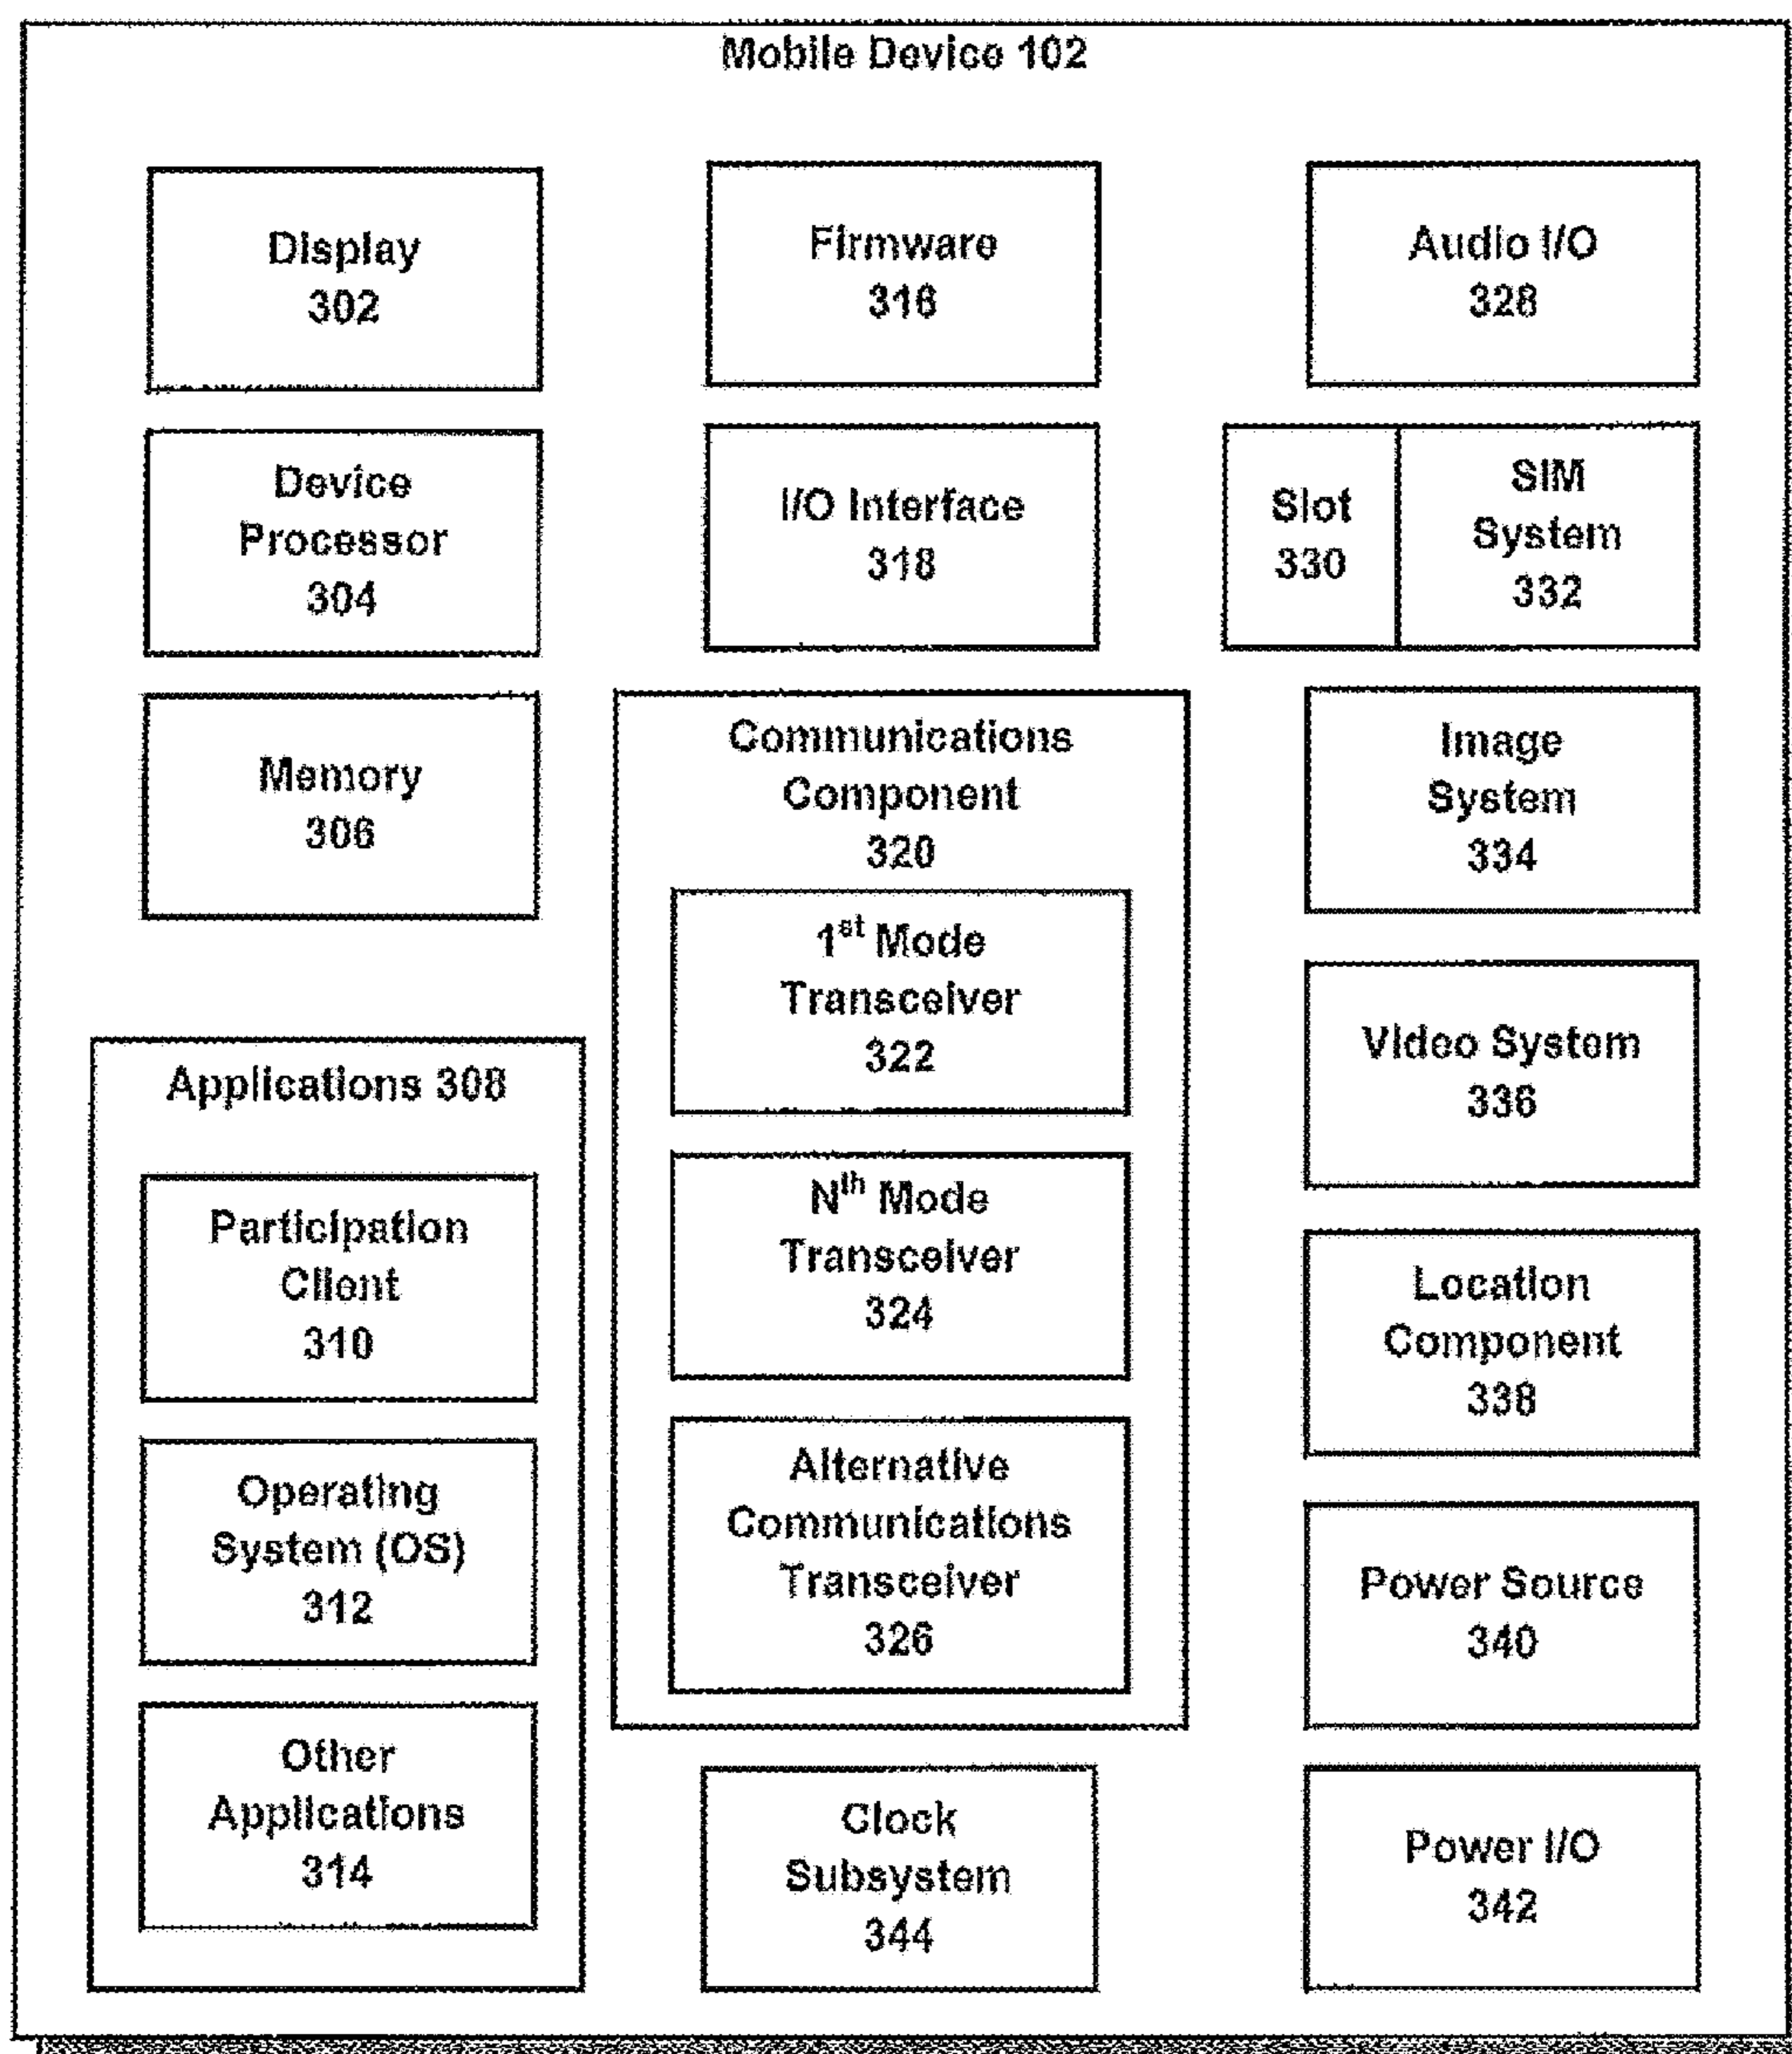 Mobile Device 102
Display
302
Device
Processor
304
Memory
306
Applications 308
Participation
Client
310
Operating
System (OS)
312
Other
Applications
314
Firmware
316
I/O Interface
318
Communications
Component
320
1st Mode
Transceiver
322
Nth Mode
Transceiver
324
Alternative
Communications
Transceiver
326
Clock
Subsystem
344
Audio I/O
328
Slot
330
SIM
System
332
Image
System
334
Video System
336
Location
Component
338
Power Source
340
Power I/O
342